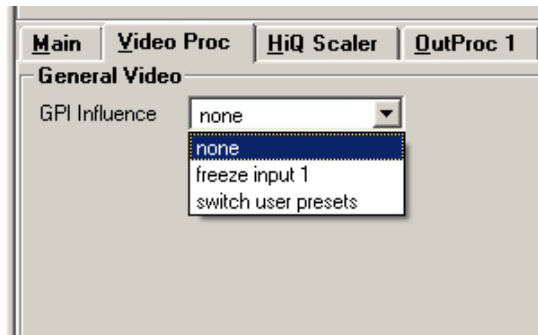 Main Video Proc HiQ Scaler OutProc 1
General Video
GPI Influence none
none
freeze input 1
switch user presets